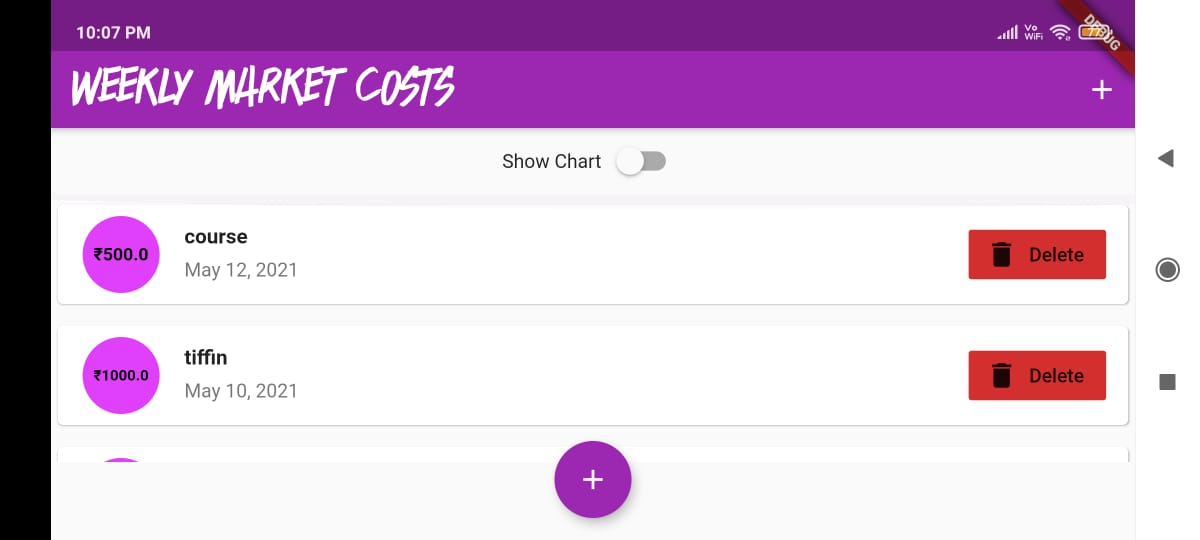 10:07 PM
Vo
WiFi
77
DEBUG
WEEKLY MARKET COSTS
+
Show Chart
₹500.0
course
May 12, 2021
Delete
₹1000.0
tiffin
May 10, 2021
Delete
+